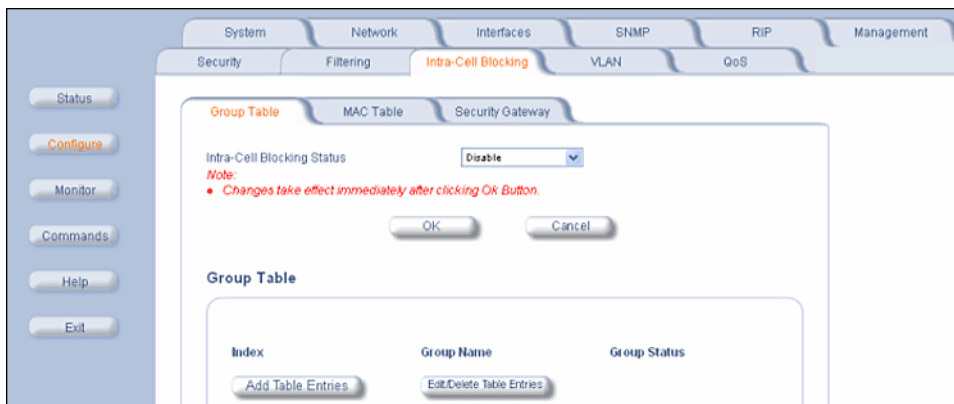 System Network Interfaces SNMP RIP Management
Security Filtering Intra-Cell Blocking VLAN QoS
Status
Configure
Monitor
Commands
Help
Exit
Group Table MAC Table Security Gateway
Intra-Cell Blocking Status Disable
Note:
• Changes take effect immediately after clicking Ok Button.
OK Cancel
Group Table
Index Group Name Group Status
Add Table Entries Edit/Delete Table Entries